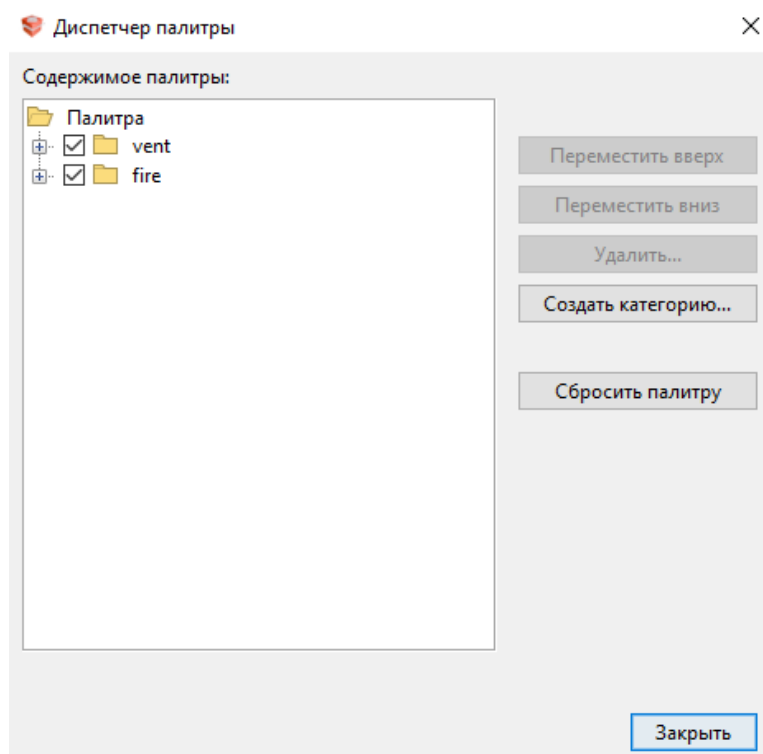 Диспетчер палитры
Содержимое палитры:
Палитра
vent
fire
Переместить вверх
Переместить вниз
Удалить...
Создать категорию...
Сбросить палитру
Закрыть